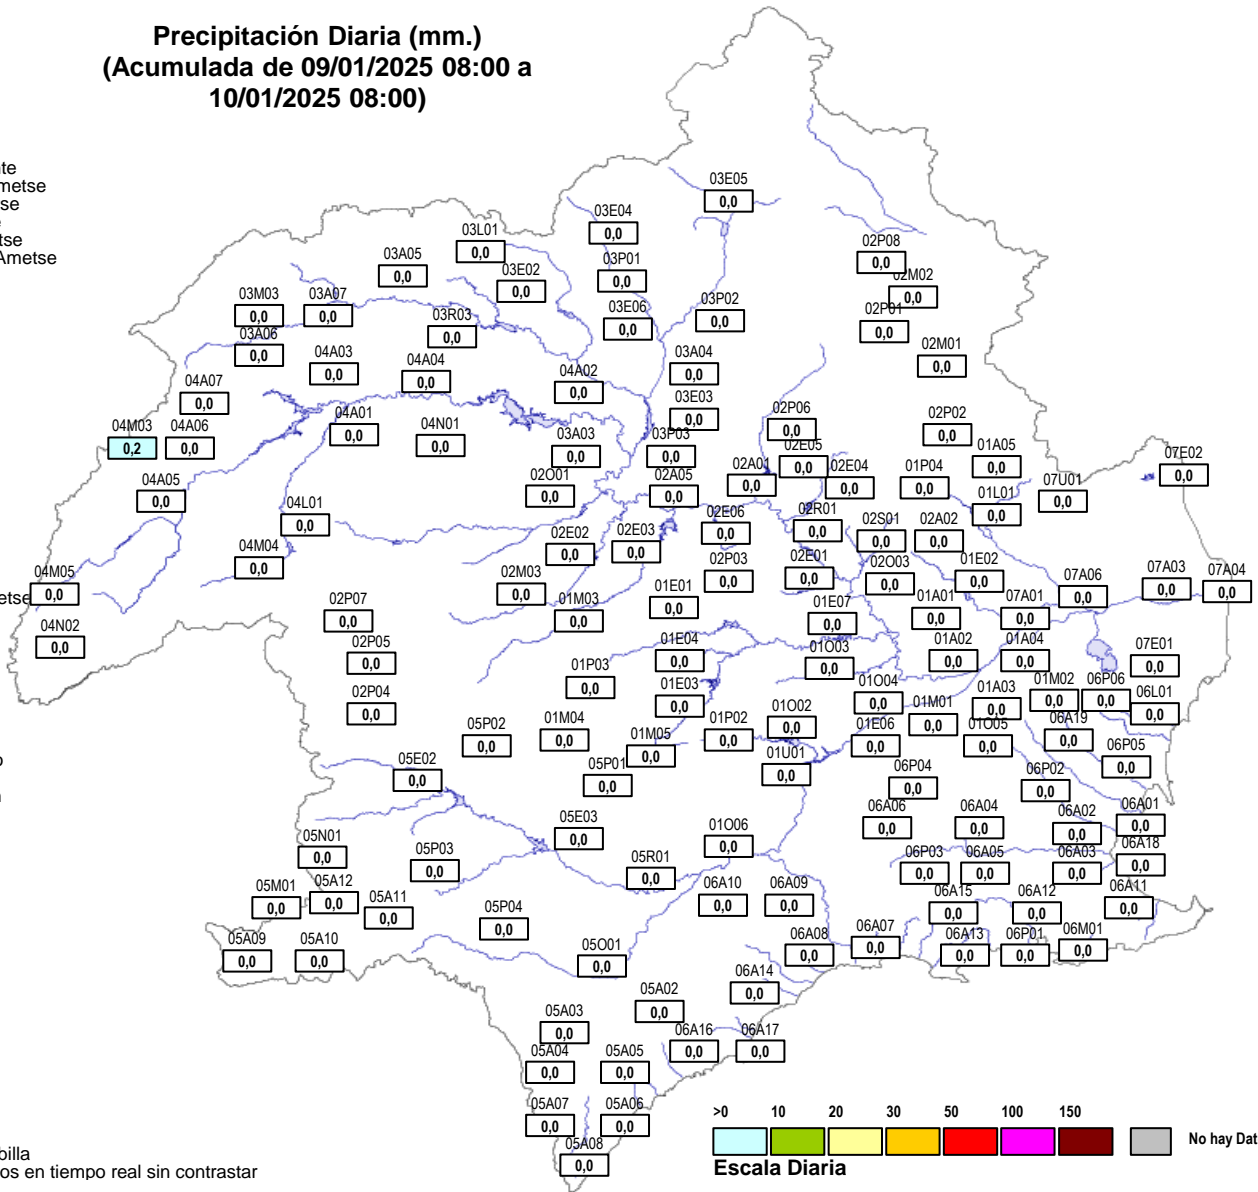 Precipitación Diaria (mm.)
(Acumulada de 09/01/2025 08:00 a
10/01/2025 08:00)
nte
metse
tse
e
tse
Ametse
03E05
0,0
03E04
0,0
03L01
0,0
03A05
0,0
03P01
0,0
03E02
0,0
02P08
0,0
02M02
0,0
03M03
0,0
03A07
0,0
03P02
0,0
03E06
0,0
02P01
0,0
03R03
0,0
03A06
0,0
04A03
0,0
04A04
0,0
03A04
0,0
02M01
0,0
04A02
0,0
04A07
0,0
03E03
0,0
02P06
0,0
02P02
0,0
04A01
0,0
04N01
0,0
04M03
0,2
04A06
0,0
03A03
0,0
03P03
0,0
02E05
0,0
01A05
0,0
07E02
0,0
02A01
0,0
02E04
0,0
01P04
0,0
02O01
0,0
02A05
0,0
04A05
0,0
07U01
0,0
01L01
0,0
04L01
0,0
02E06
0,0
02R01
0,0
02S01
0,0
02A02
0,0
02E02
0,0
02E03
0,0
04M04
0,0
02P03
0,0
02E01
0,0
02O03
0,0
01E02
0,0
07A06
0,0
07A03
0,0
07A04
0,0
04M05
0,0
etse
02M03
0,0
01E01
0,0
01M03
0,0
01E07
0,0
01A01
0,0
07A01
0,0
02P07
0,0
04N02
0,0
02P05
0,0
01E04
0,0
01O03
0,0
01A02
0,0
01A04
0,0
07E01
0,0
01P03
0,0
01E03
0,0
01O04
0,0
01A03
0,0
01M02
0,0
06P06
0,0
06L01
0,0
02P04
0,0
01O02
0,0
01M01
0,0
05P02
0,0
01M04
0,0
01P02
0,0
01E06
0,0
01O05
0,0
06A19
0,0
01M05
0,0
06P05
0,0
01U01
0,0
o
05E02
0,0
05P01
0,0
06P04
0,0
06P02
0,0
06A06
0,0
06A04
0,0
06A02
0,0
06A01
0,0
05E03
0,0
01O06
0,0
05N01
0,0
05P03
0,0
05R01
0,0
06P03
0,0
06A05
0,0
06A03
0,0
06A18
0,0
05M01
0,0
05A12
0,0
05A11
0,0
06A10
0,0
06A09
0,0
06A15
0,0
06A12
0,0
06A11
0,0
05P04
0,0
05A09
0,0
05A10
0,0
05O01
0,0
06A08
0,0
06A07
0,0
06A13
0,0
06P01
0,0
06M01
0,0
06A14
0,0
05A02
0,0
05A03
0,0
06A16
0,0
06A17
0,0
05A04
0,0
05A05
0,0
05A07
0,0
05A06
0,0
05A08
0,0
>0 10 20 30 50 100 150
No hay Dat
Escala Diaria
billa
os en tiempo real sin contrastar